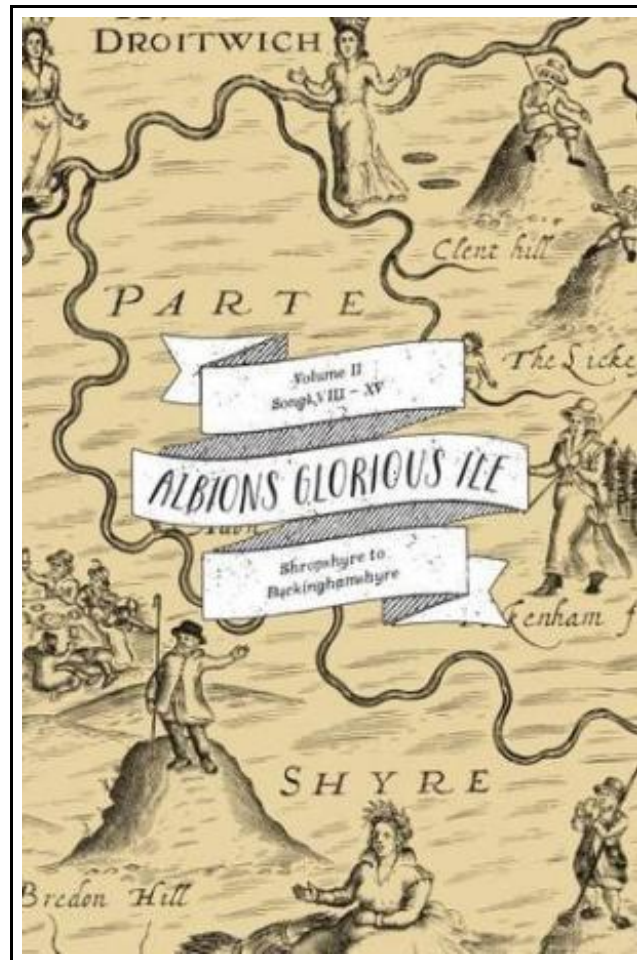 DROITWICH
Clent hill
PARTE
The Licke
Volume II
Songs VIII – XV
ALBIONS GLORIOUS ILE
Shropshyre to
Buckinghamshyre
kenham f
SHYRE
Bredon Hill